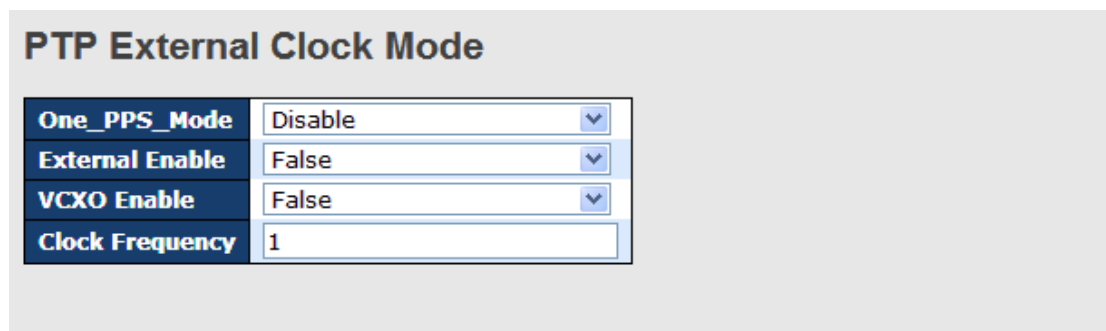 PTP External Clock Mode
One_PPS_Mode Disable
External Enable False
VCXO Enable False
Clock Frequency 1